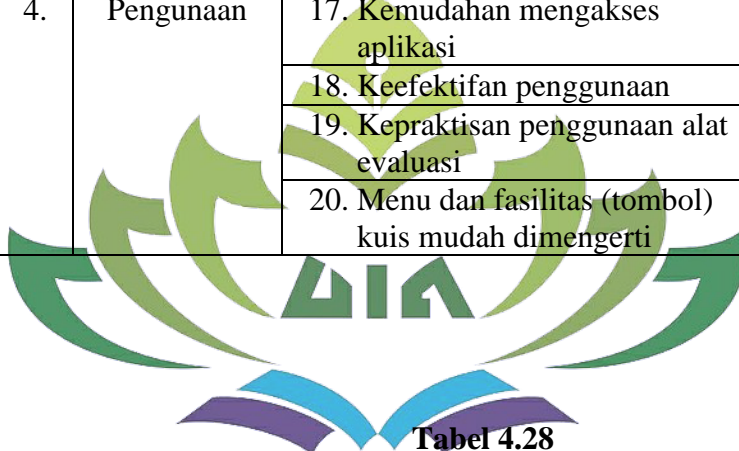 4. Pengunaan 17. Kemudahan mengakses
aplikasi
18. Keefektifan penggunaan
19. Kepraktisan penggunaan alat
evaluasi
20. Menu dan fasilitas (tombol)
kuis mudah dimengerti
UIN
Tabel 4.28